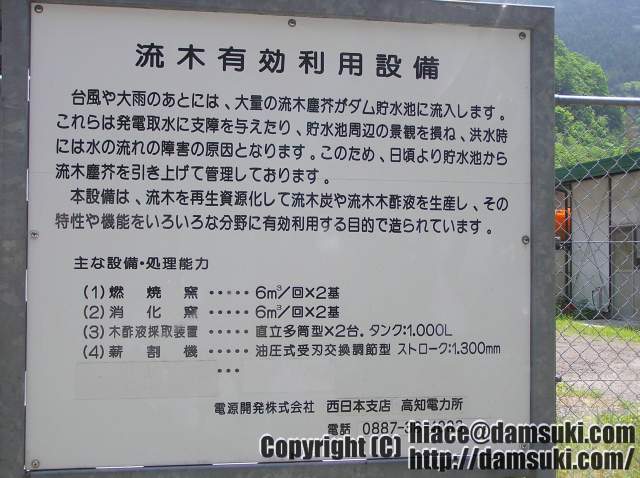 流木有効利用設備
台風や大雨のあとには、大量の流木塵芥がダム貯水池に流入します。
これらは発電取水に支障を与えたり、貯水池周辺の景観を損ね、洪水時
には水の流れの障害の原因となります。このため、日頃より貯水池から
流木塵芥を引き上げて管理しております。
本設備は、流木を再生資源化して流木炭や流木木酢液を生産し、その
特性や機能をいろいろな分野に有効利用する目的で造られています。
主な設備・処理能力
(1) 燃焼窯 ····· 6m³/回×2基
(2) 消化窯 ····· 6m³/回×2基
(3) 木酢液採取装置 ····· 直立多筒型×2台. タンク:1.000L
(4) 薪割機 ····· 油圧式受刃交換調節型 ストローク:1.300mm
···
電源開発株式会社 西日本支店 高知電力所
電話 0887-
Copyright (C) hiace@damsuki.com
http://damsuki.com/